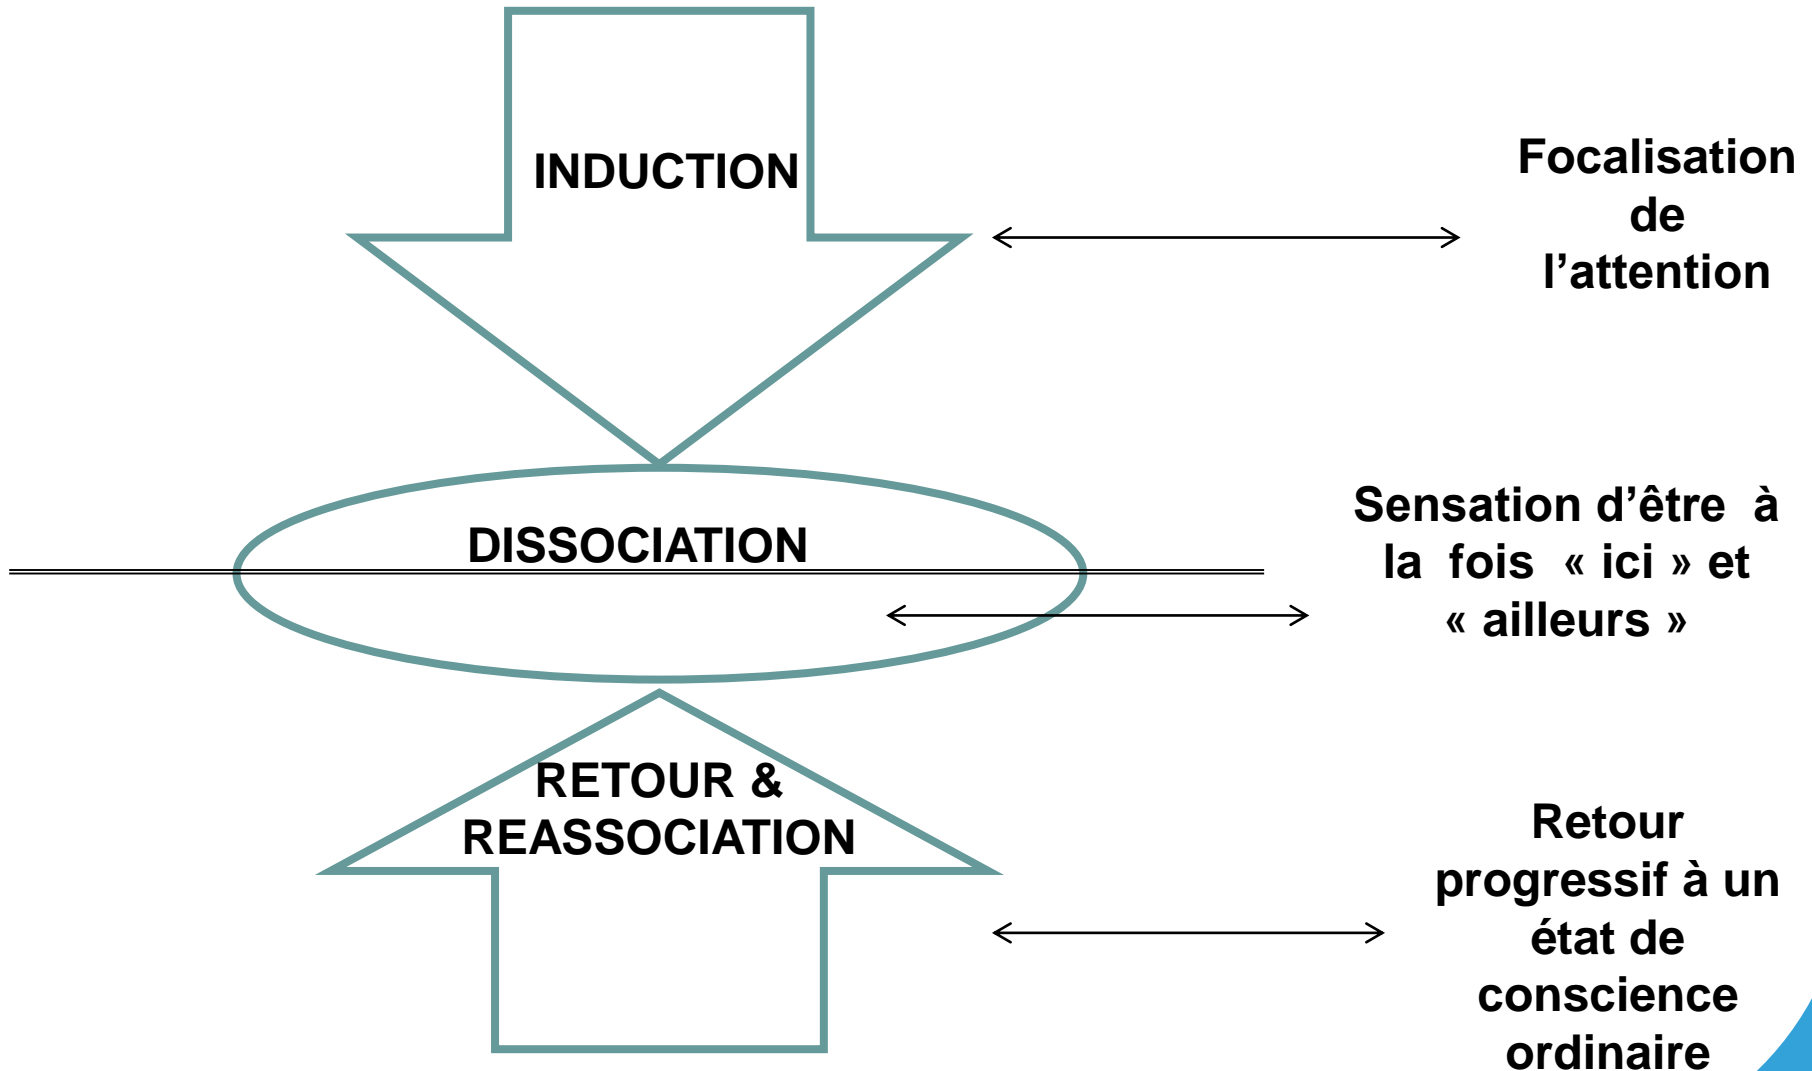 INDUCTION
Focalisation
de
l’attention
DISSOCIATION
Sensation d’être à
la fois « ici » et
« ailleurs »
RETOUR &
REASSOCIATION
Retour
progressif à un
état de
conscience
ordinaire